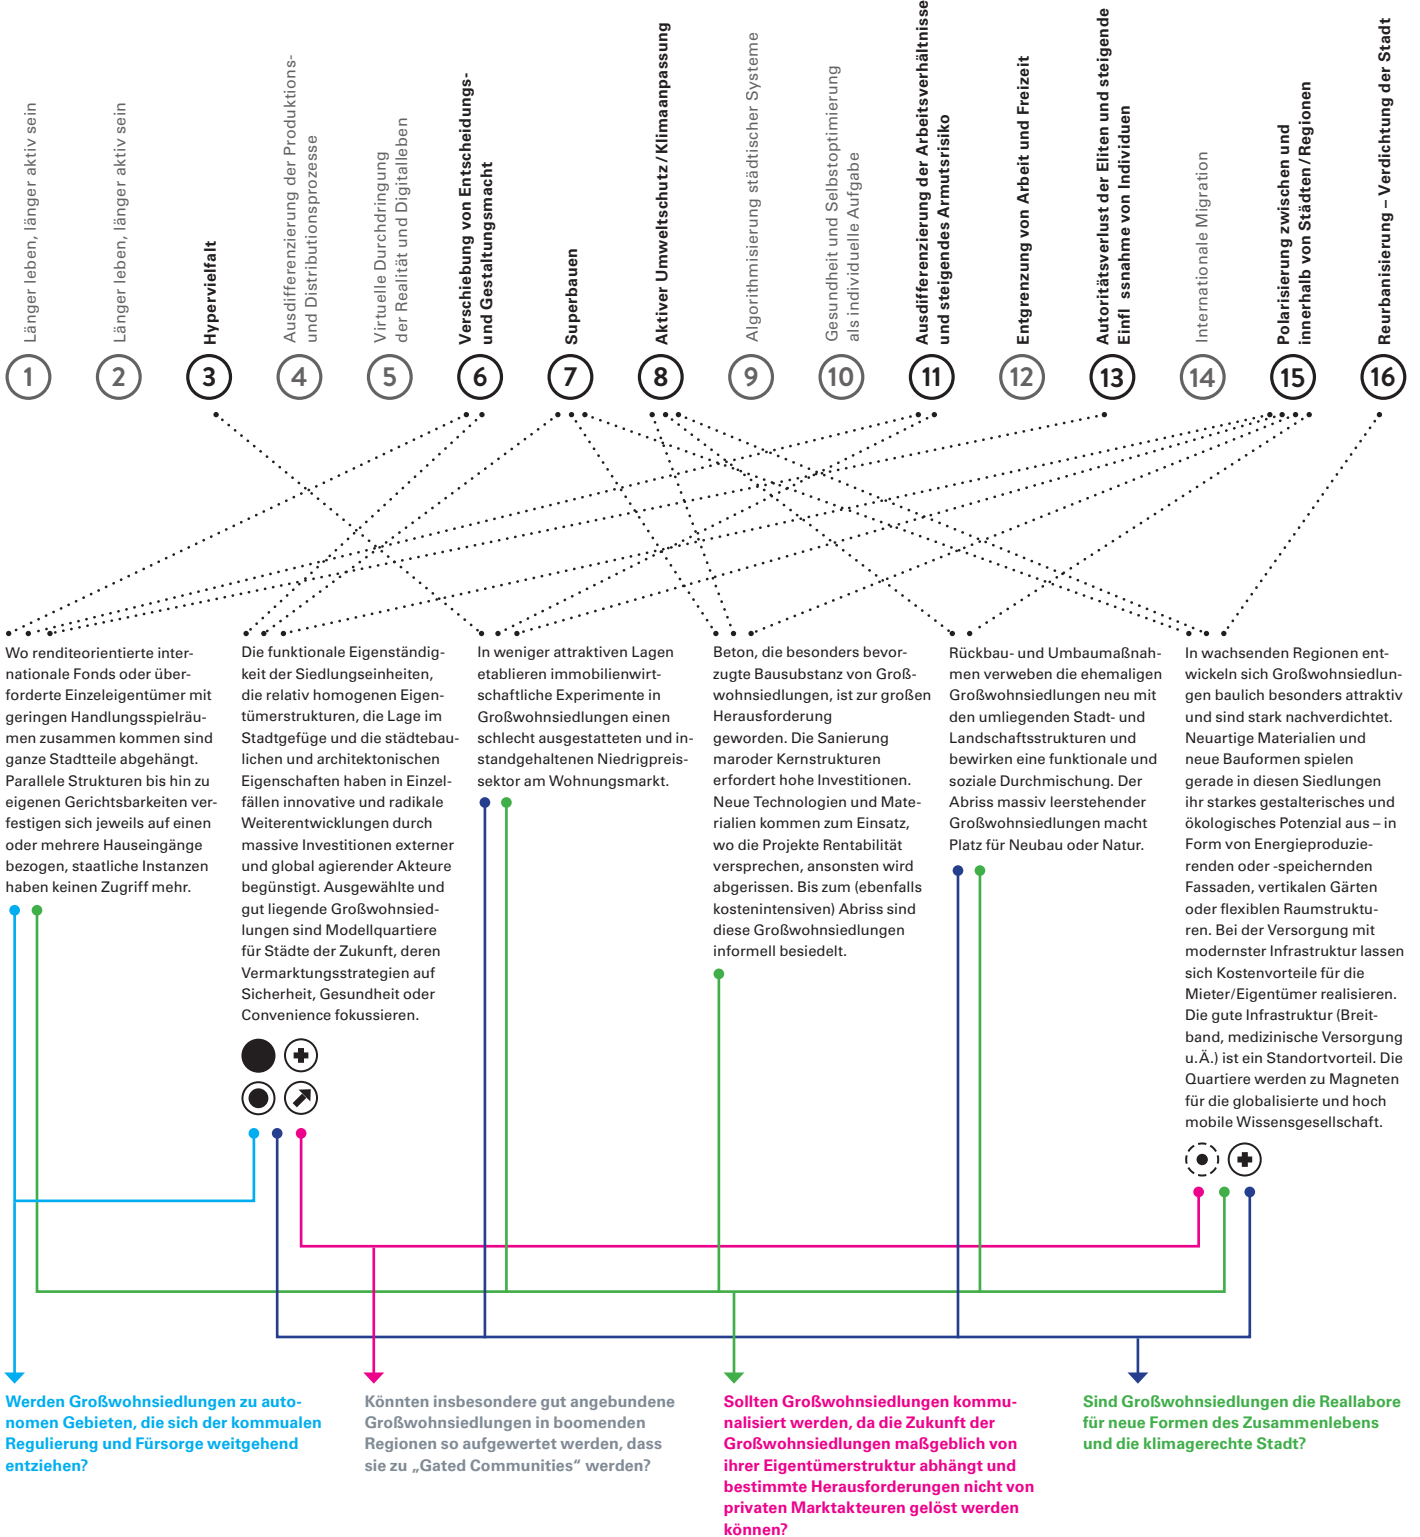 Länger leben, länger aktiv sein
Länger leben, länger aktiv sein
Hypervielfalt
Ausdifferenzierung der Produktions-
und Distributionsprozesse
Virtuelle Durchdringung
der Realität und Digitalleben
Verschiebung von Entscheidungs-
und Gestaltungsmacht
Superbauen
Aktiver Umweltschutz / Klimaanpassung
Algorithmisierung städtischer Systeme
Gesundheit und Selbstoptimierung
als individuelle Aufgabe
Ausdifferenzierung der Arbeitsverhältnisse
und steigendes Armutsrisiko
Entgrenzung von Arbeit und Freizeit
Autoritätsverlust der Eliten und steigende
Einfl ssnahme von Individuen
Internationale Migration
Polarisierung zwischen und
innerhalb von Städten / Regionen
Reurbanisierung – Verdichtung der Stadt
1 2 3 4 5 6 7 8 9 10 11 12 13 14 15 16
Wo renditeorientierte inter-
nationale Fonds oder über-
forderte Einzeleigentümer mit
geringen Handlungsspielräu-
men zusammen kommen sind
ganze Stadtteile abgehängt.
Parallele Strukturen bis hin zu
eigenen Gerichtsbarkeiten ver-
festigen sich jeweils auf einen
oder mehrere Hauseingänge
bezogen, staatliche Instanzen
haben keinen Zugriff mehr.
Die funktionale Eigenständig-
keit der Siedlungseinheiten,
die relativ homogenen Eigen-
tümerstrukturen, die Lage im
Stadtgefüge und die städtebau-
lichen und architektonischen
Eigenschaften haben in Einzel-
fällen innovative und radikale
Weiterentwicklungen durch
massive Investitionen externer
und global agierender Akteure
begünstigt. Ausgewählte und
gut liegende Großwohnsied-
lungen sind Modellquartiere
für Städte der Zukunft, deren
Vermarktungsstrategien auf
Sicherheit, Gesundheit oder
Convenience fokussieren.
In weniger attraktiven Lagen
etablieren immobilienwirt-
schaftliche Experimente in
Großwohnsiedlungen einen
schlecht ausgestatteten und in-
standgehaltenen Niedrigpreis-
sektor am Wohnungsmarkt.
Beton, die besonders bevor-
zugte Bausubstanz von Groß-
wohnsiedlungen, ist zur großen
Herausforderung
geworden. Die Sanierung
maroder Kernstrukturen
erfordert hohe Investitionen.
Neue Technologien und Mate-
rialien kommen zum Einsatz,
wo die Projekte Rentabilität
versprechen, ansonsten wird
abgerissen. Bis zum (ebenfalls
kostenintensiven) Abriss sind
diese Großwohnsiedlungen
informell besiedelt.
Rückbau- und Umbaumaßnah-
men verweben die ehemaligen
Großwohnsiedlungen neu mit
den umliegenden Stadt- und
Landschaftsstrukturen und
bewirken eine funktionale und
soziale Durchmischung. Der
Abriss massiv leerstehender
Großwohnsiedlungen macht
Platz für Neubau oder Natur.
In wachsenden Regionen ent-
wickeln sich Großwohnsiedlun-
gen baulich besonders attraktiv
und sind stark nachverdichtet.
Neuartige Materialien und
neue Bauformen spielen
gerade in diesen Siedlungen
ihr starkes gestalterisches und
ökologisches Potenzial aus – in
Form von Energieproduzie-
renden oder -speichernden
Fassaden, vertikalen Gärten
oder flexiblen Raumstruktu-
ren. Bei der Versorgung mit
modernster Infrastruktur lassen
sich Kostenvorteile für die
Mieter/Eigentümer realisieren.
Die gute Infrastruktur (Breit-
band, medizinische Versorgung
u.Ä.) ist ein Standortvorteil. Die
Quartiere werden zu Magneten
für die globalisierte und hoch
mobile Wissensgesellschaft.
Werden Großwohnsiedlungen zu auto-
nomen Gebieten, die sich der kommualen
Regulierung und Fürsorge weitgehend
entziehen?
Könnten insbesondere gut angebundene
Großwohnsiedlungen in boomenden
Regionen so aufgewertet werden, dass
sie zu „Gated Communities“ werden?
Sollten Großwohnsiedlungen kommu-
nalisiert werden, da die Zukunft der
Großwohnsiedlungen maßgeblich von
ihrer Eigentümerstruktur abhängt und
bestimmte Herausforderungen nicht von
privaten Marktakteuren gelöst werden
können?
Sind Großwohnsiedlungen die Reallabore
für neue Formen des Zusammenlebens
und die klimagerechte Stadt?